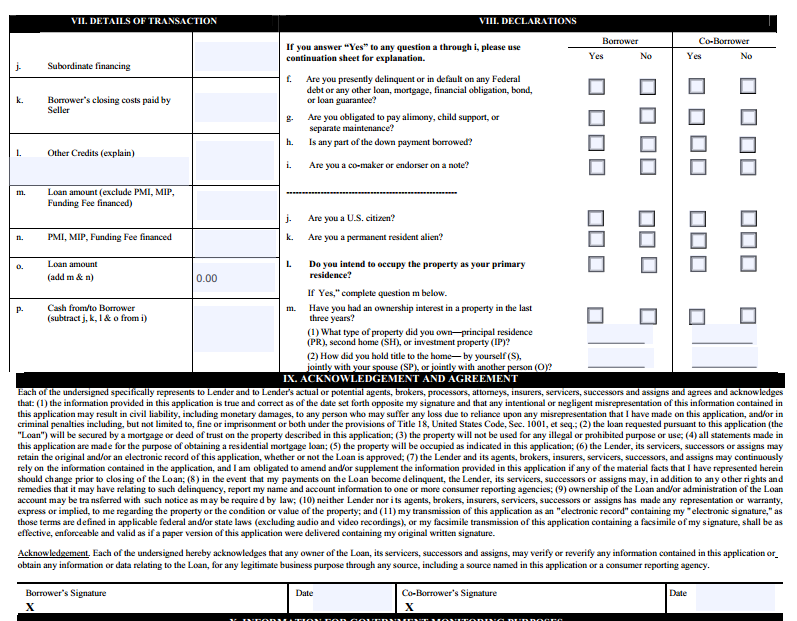 VII. DETAILS OF TRANSACTION
j. Subordinate financing
k. Borrower's closing costs paid by
Seller
l. Other Credits (explain)
m. Loan amount (exclude PMI, MIP,
Funding Fee financed)
n. PMI, MIP, Funding Fee financed
o. Loan amount
(add m & n)
0.00
p. Cash from/to Borrower
(subtract j, k, l & o from i)
VIII. DECLARATIONS
If you answer “Yes” to any question a through i, please use
continuation sheet for explanation.
Borrower
Co-Borrower
Yes No
Yes No
f. Are you presently delinquent or in default on any Federal
debt or any other loan, mortgage, financial obligation, bond,
or loan guarantee?
g. Are you obligated to pay alimony, child support, or
separate maintenance?
h. Is any part of the down payment borrowed?
i. Are you a co-maker or endorser on a note?
j. Are you a U.S. citizen?
k. Are you a permanent resident alien?
l. Do you intend to occupy the property as your primary
residence?
If Yes,” complete question m below.
m. Have you had an ownership interest in a property in the last
three years?
(1) What type of property did you own—principal residence
(PR), second home (SH), or investment property (IP)?
(2) How did you hold title to the home— by yourself (S),
jointly with your spouse (SP), or jointly with another person (O)?
IX. ACKNOWLEDGEMENT AND AGREEMENT
Each of the undersigned specifically represents to Lender and to Lender's actual or potential agents, brokers, processors, attorneys, insurers, servicers, successors and assigns and agrees and acknowledges
that: (1) the information provided in this application is true and correct as of the date set forth opposite my signature and that any intentional or negligent misrepresentation of this information contained in
this application may result in civil liability, including monetary damages, to any person who may suffer any loss due to reliance upon any misrepresentation that I have made on this application, and/or in
criminal penalties including, but not limited to, fine or imprisonment or both under the provisions of Title 18, United States Code, Sec. 1001, et seq.; (2) the loan requested pursuant to this application (the
"Loan") will be secured by a mortgage or deed of trust on the property described in this application; (3) the property will not be used for any illegal or prohibited purpose or use; (4) all statements made in
this application are made for the purpose of obtaining a residential mortgage loan; (5) the property will be occupied as indicated in this application; (6) the Lender, its servicers, successors or assigns may
retain the original and/or an electronic record of this application, whether or not the Loan is approved; (7) the Lender and its agents, brokers, insurers, servicers, successors, and assigns may continuously
rely on the information contained in the application, and I am obligated to amend and/or supplement the information provided in this application if any of the material facts that I have represented herein
should change prior to closing of the Loan; (8) in the event that my payments on the Loan become delinquent, the Lender, its servicers, successors or assigns may, in addition to any other rights and
remedies that it may have relating to such delinquency, report my name and account information to one or more consumer reporting agencies; (9) ownership of the Loan and/or administration of the Loan
account may be transferred with such notice as may be required by law; (10) neither Lender nor its agents, brokers, insurers, servicers, successors or assigns has made any representation or warranty,
express or implied, to me regarding the property or the condition or value of the property; and (11) my transmission of this application as an "electronic record" containing my "electronic signature," as
those terms are defined in applicable federal and/or state laws (excluding audio and video recordings), or my facsimile transmission of this application containing a facsimile of my signature, shall be as
effective, enforceable and valid as if a paper version of this application were delivered containing my original written signature.
Acknowledgement. Each of the undersigned hereby acknowledges that any owner of the Loan, its servicers, successors and assigns, may verify or reverify any information contained in this application or
obtain any information or data relating to the Loan, for any legitimate business purpose through any source, including a source named in this application or a consumer reporting agency.
Borrower's Signature
X
Date
Co-Borrower's Signature
X
Date
X. INFORMATION FOR GOVERNMENT MONITORING PURPOSES